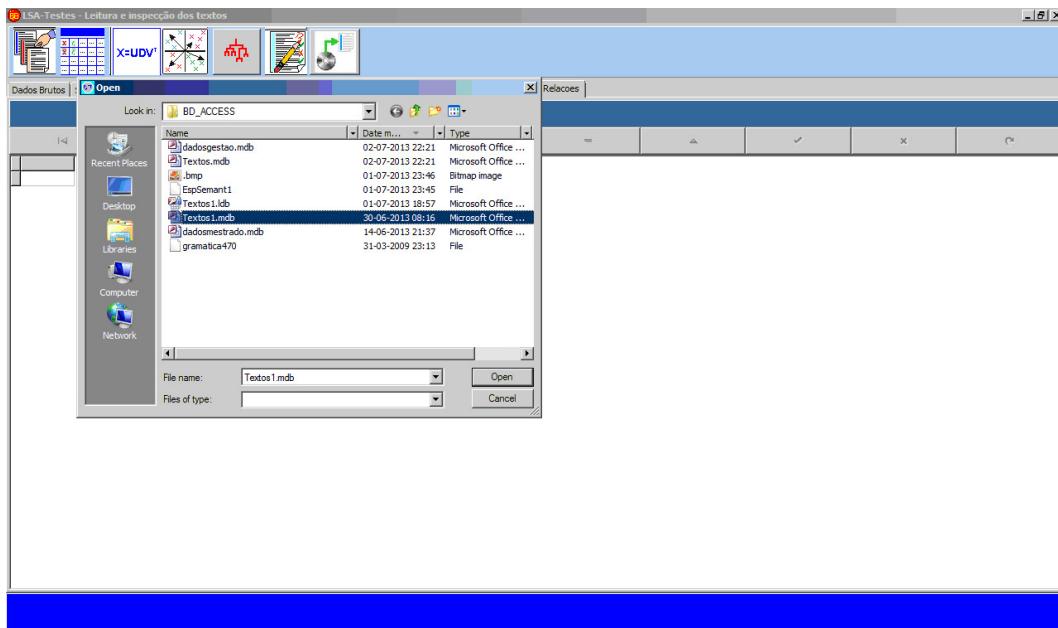 LSA-Testes - Leitura e inspecção dos textos
X=UDVᵀ
Dados Brutos
Relacoes
Open
Look in: BD_ACCESS
Name Date m... Type
dadosgestao.mdb 02-07-2013 22:21 Microsoft Office ...
Textos.mdb 02-07-2013 22:21 Microsoft Office ...
.bmp 01-07-2013 23:46 Bitmap image
EspSemant1 01-07-2013 23:45 File
Textos1.ldb 01-07-2013 18:57 Microsoft Office ...
Textos1.mdb 30-06-2013 08:16 Microsoft Office ...
dadosmestrado.mdb 14-06-2013 21:37 Microsoft Office ...
gramatica470 31-03-2009 23:13 File
Recent Places
Desktop
Libraries
Computer
Network
File name: Textos1.mdb Open
Files of type: Cancel